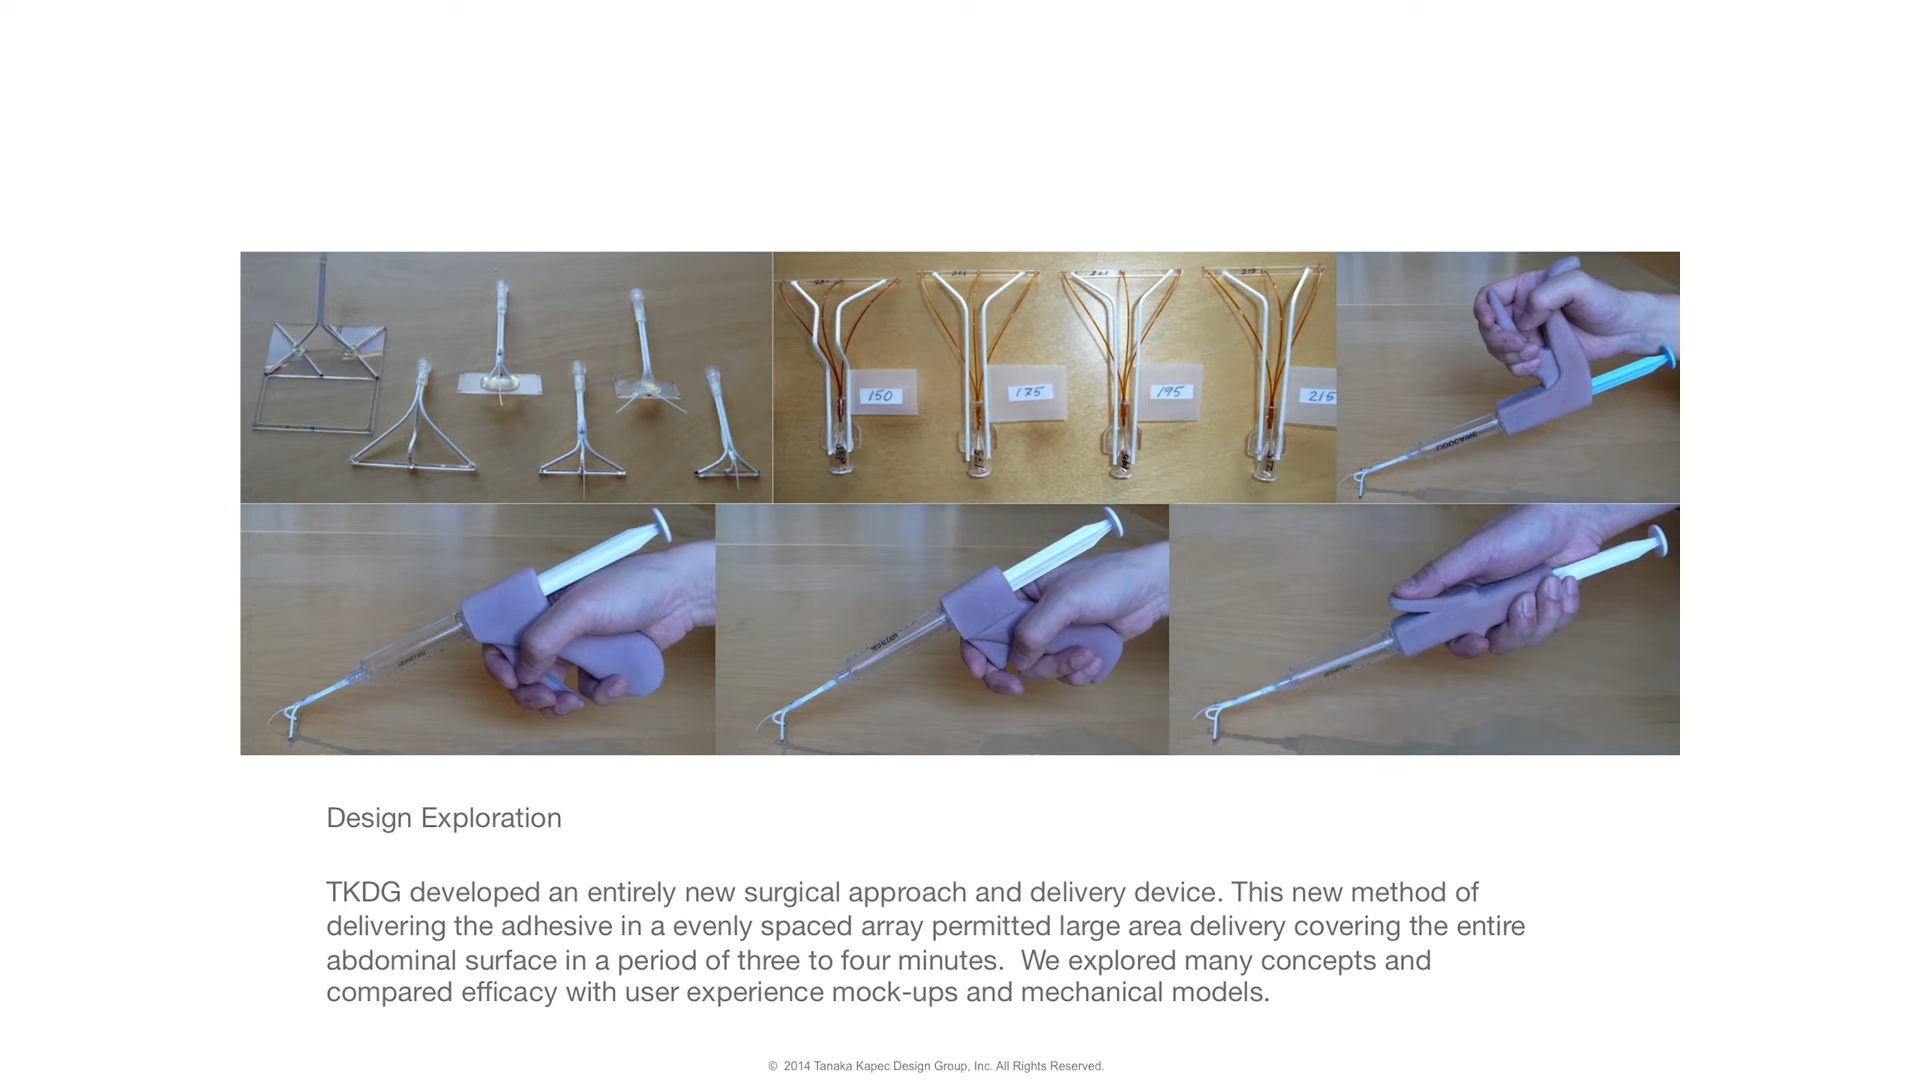 150
175
195
215
Design Exploration
TKDG developed an entirely new surgical approach and delivery device. This new method of
delivering the adhesive in a evenly spaced array permitted large area delivery covering the entire
abdominal surface in a period of three to four minutes.  We explored many concepts and
compared efficacy with user experience mock-ups and mechanical models.
© 2014 Tanaka Kapec Design Group, Inc. All Rights Reserved.